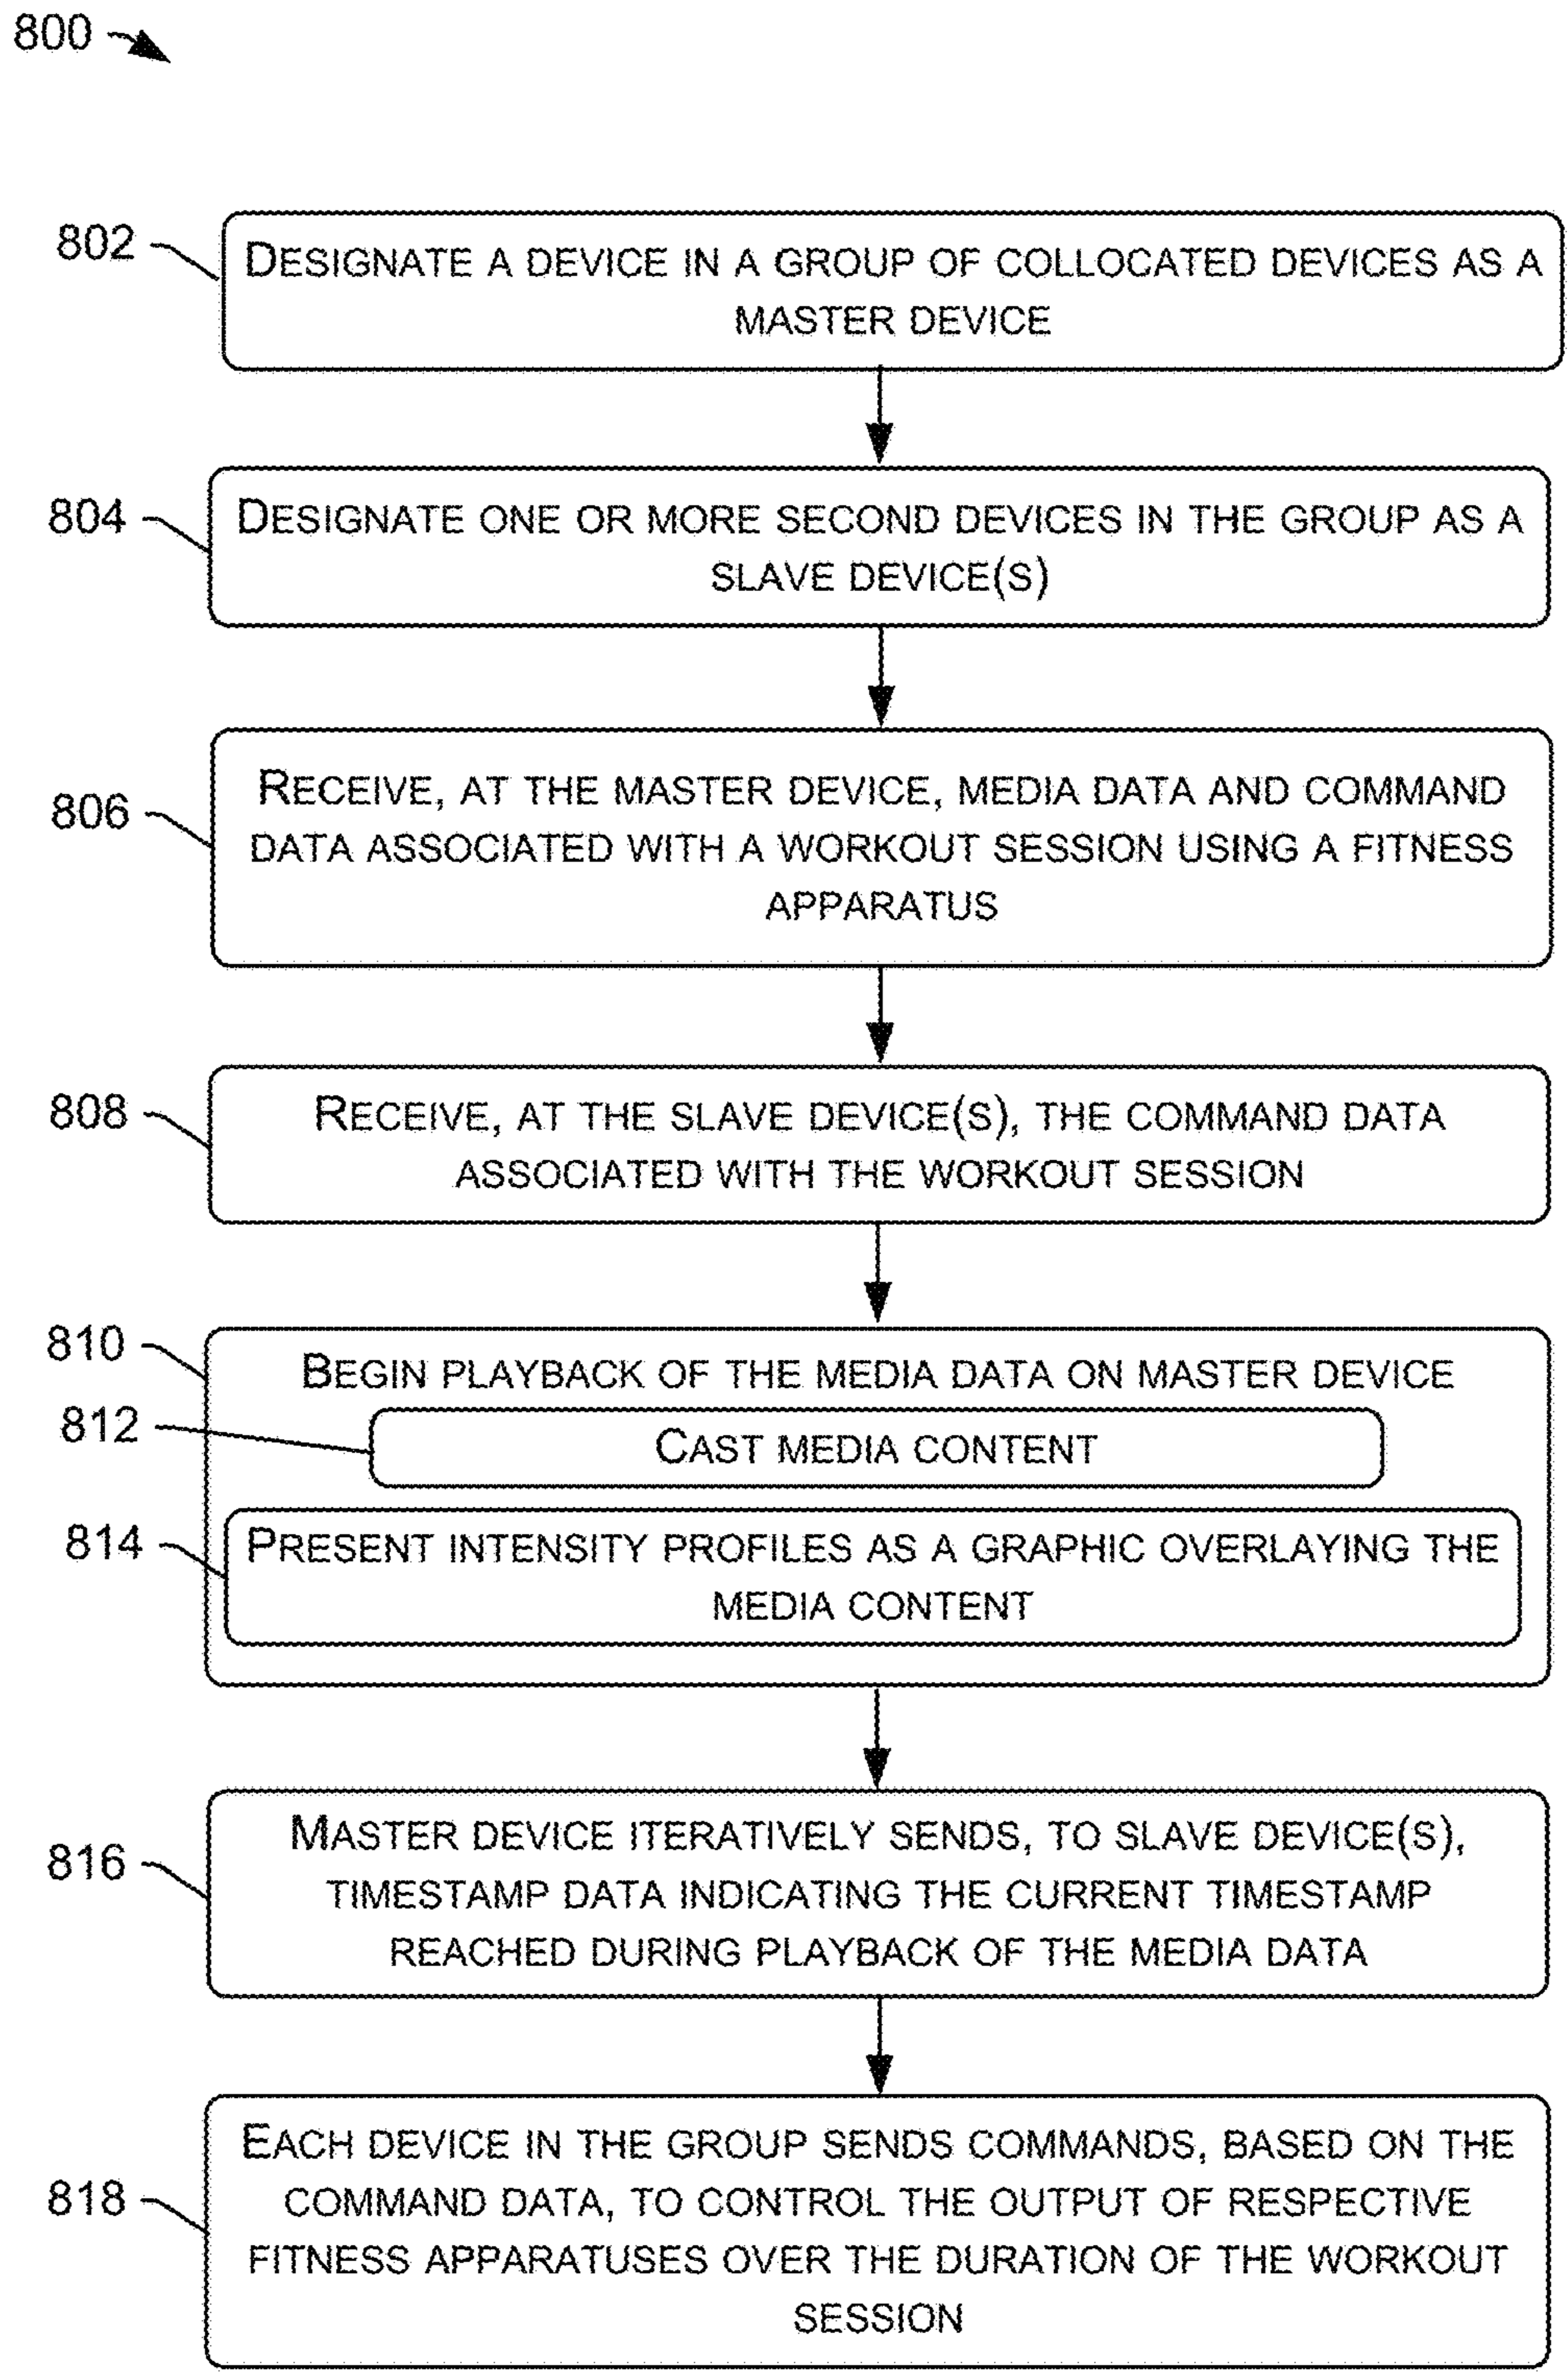 800
802
DESIGNATE A DEVICE IN A GROUP OF COLLOCATED DEVICES AS A
MASTER DEVICE
804
DESIGNATE ONE OR MORE SECOND DEVICES IN THE GROUP AS A
SLAVE DEVICE(S)
806
RECEIVE, AT THE MASTER DEVICE, MEDIA DATA AND COMMAND
DATA ASSOCIATED WITH A WORKOUT SESSION USING A FITNESS
APPARATUS
808
RECEIVE, AT THE SLAVE DEVICE(S), THE COMMAND DATA
ASSOCIATED WITH THE WORKOUT SESSION
810
BEGIN PLAYBACK OF THE MEDIA DATA ON MASTER DEVICE
812
CAST MEDIA CONTENT
814
PRESENT INTENSITY PROFILES AS A GRAPHIC OVERLAYING THE
MEDIA CONTENT
816
MASTER DEVICE ITERATIVELY SENDS, TO SLAVE DEVICE(S),
TIMESTAMP DATA INDICATING THE CURRENT TIMESTAMP
REACHED DURING PLAYBACK OF THE MEDIA DATA
818
EACH DEVICE IN THE GROUP SENDS COMMANDS, BASED ON THE
COMMAND DATA, TO CONTROL THE OUTPUT OF RESPECTIVE
FITNESS APPARATUSES OVER THE DURATION OF THE WORKOUT
SESSION